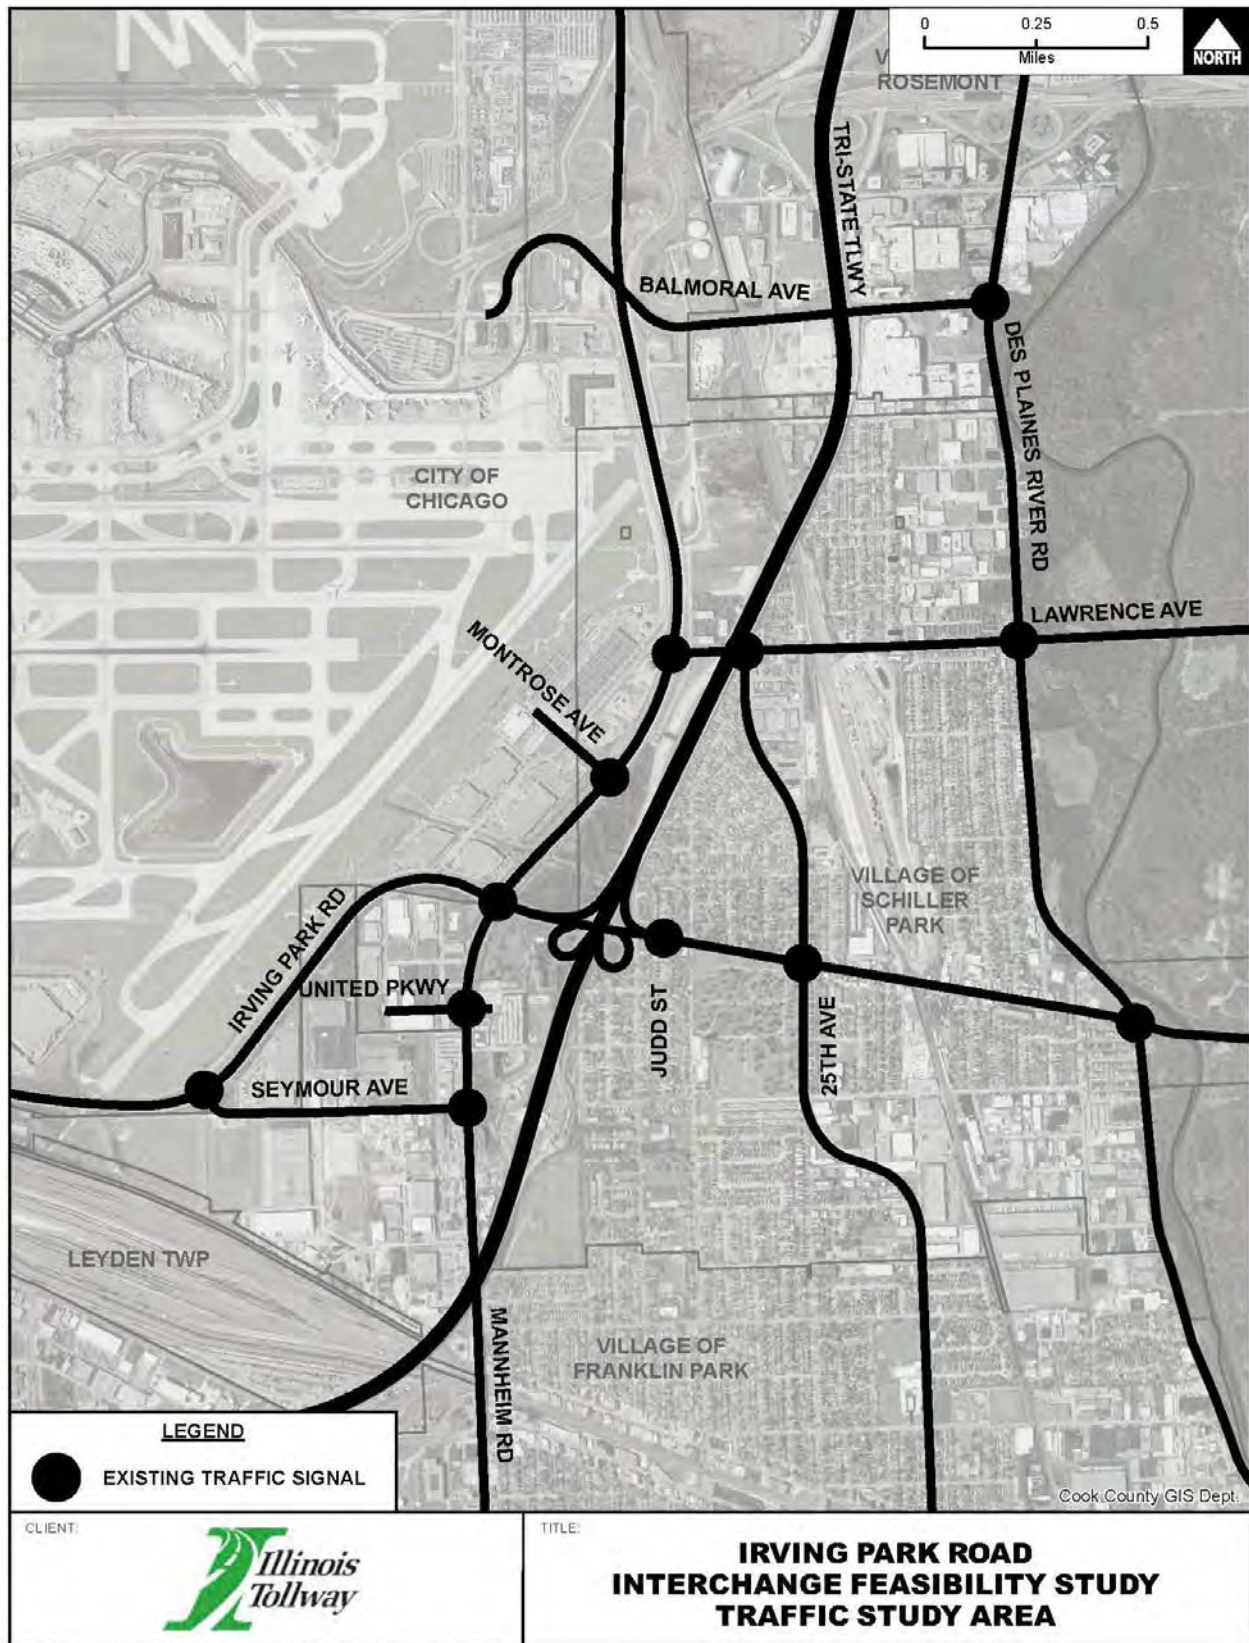 0 0.25 0.5
Miles
NORTH
V
ROSEMONT
TRI-STATE TLWY
BALMORAL AVE
DES PLAINES RIVER RD
CITY OF
CHICAGO
LAWRENCE AVE
MONTROSE AVE
VILLAGE OF
SCHILLER
PARK
IRVING PARK RD
UNITED PKWY
JUDD ST
25TH AVE
SEYMOUR AVE
LEYDEN TWP
MANNHEIM RD
VILLAGE OF
FRANKLIN PARK
LEGEND
EXISTING TRAFFIC SIGNAL
Cook County GIS Dept.
CLIENT:
Illinois
Tollway
TITLE:
IRVING PARK ROAD
INTERCHANGE FEASIBILITY STUDY
TRAFFIC STUDY AREA